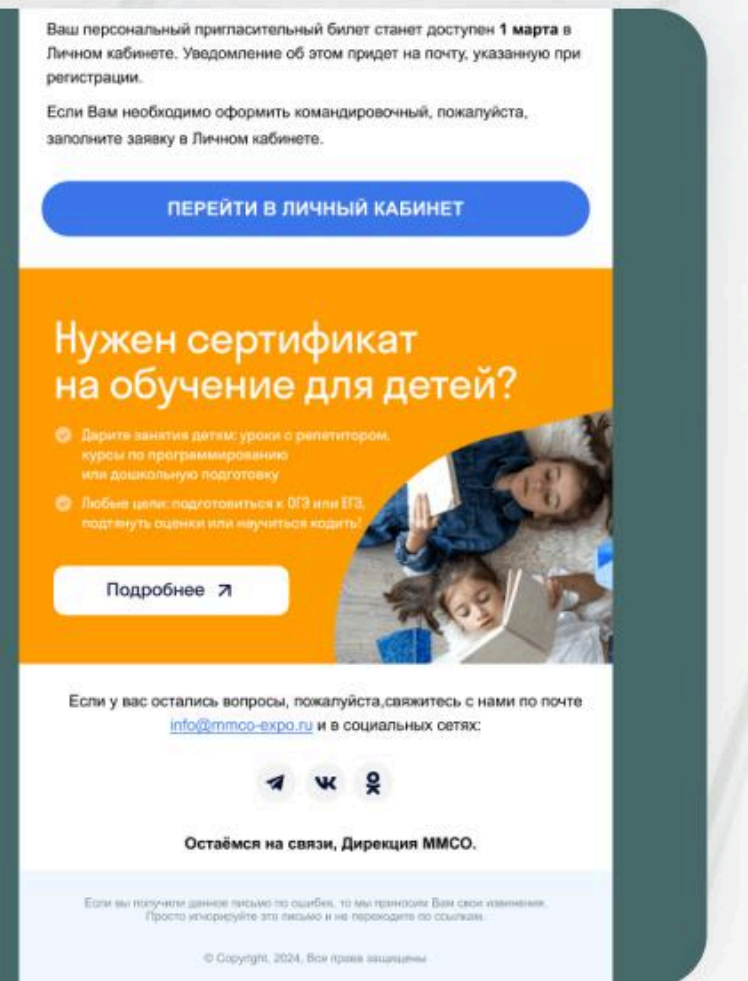 Ваш персональный пригласительный билет станет доступен 1 марта в
Личном кабинете. Уведомление об этом придет на почту, указанную при
регистрации.
Если Вам необходимо оформить командировочный, пожалуйста,
заполните заявку в Личном кабинете.
ПЕРЕЙТИ В ЛИЧНЫЙ КАБИНЕТ
Нужен сертификат
на обучение для детей?
Дарите занятия детям: уроки с репетитором,
курсы по программированию
или дошкольную подготовку
Любые цели: подготовиться к ОГЭ или ЕГЭ,
подтянуть оценки или научиться кодить!
Подробнее
Если у вас остались вопросы, пожалуйста,свяжитесь с нами по почте
info@mmco-expo.ru и в социальных сетях:
Остаёмся на связи, Дирекция ММСО.
Если вы получили данное письмо по ошибке, то мы приносим Вам свои извинения.
Просто игнорируйте это письмо и не переходите по ссылкам.
© Copyright, 2024, Все права защищены